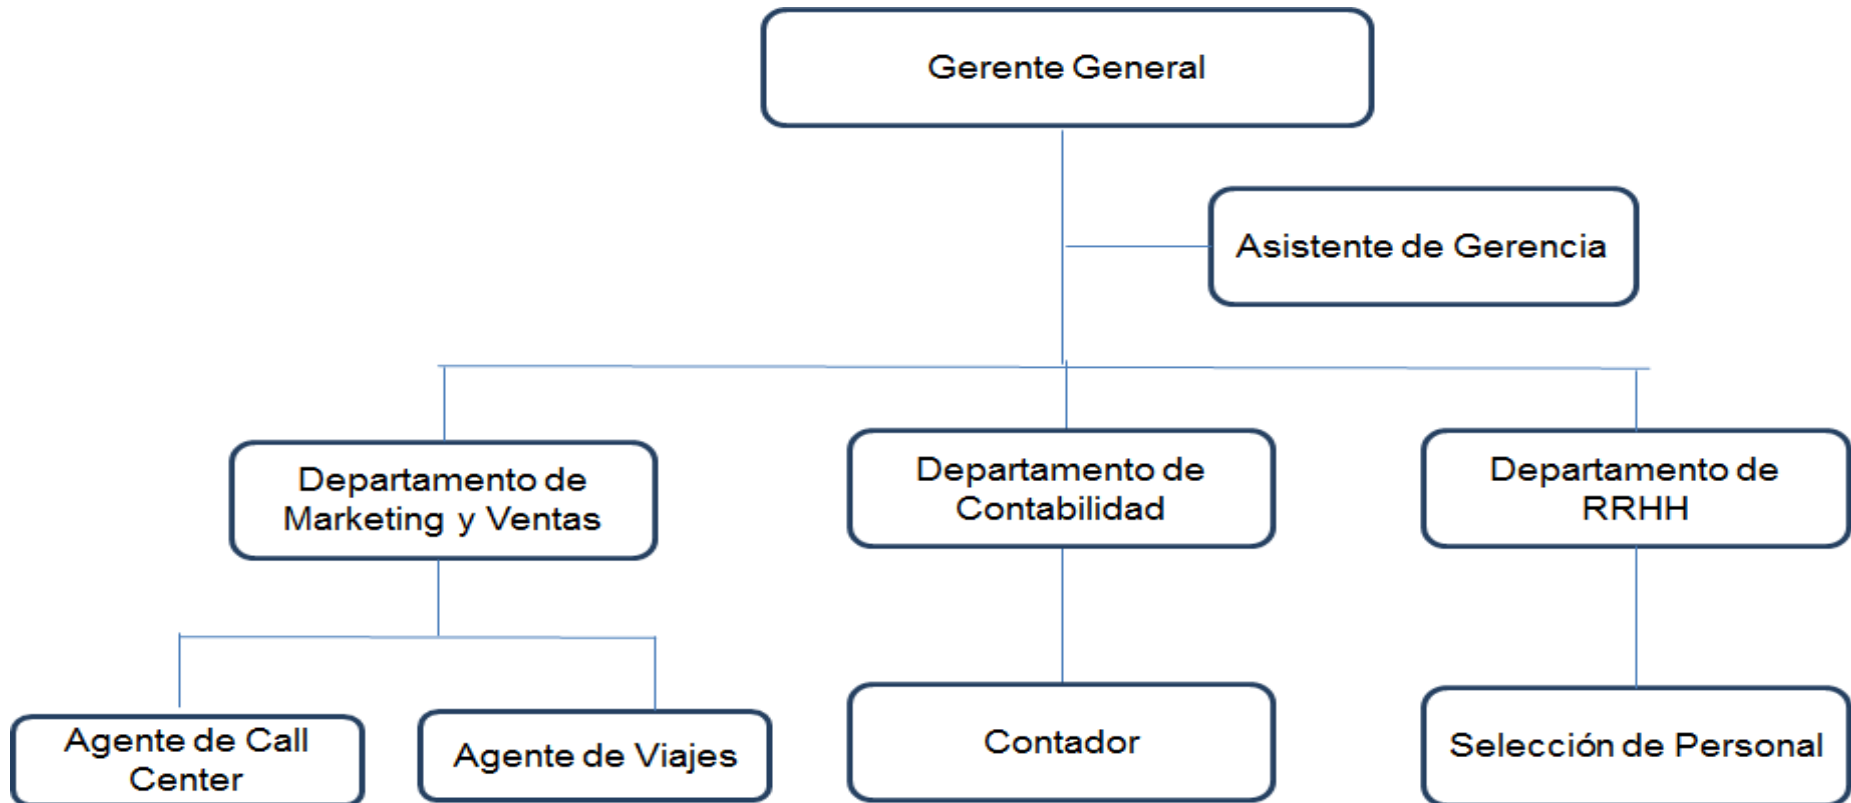 Gerente General
Asistente de Gerencia
Departamento de
Marketing y Ventas
Departamento de
Contabilidad
Departamento de
RRHH
Agente de Call
Center
Agente de Viajes
Contador
Selección de Personal